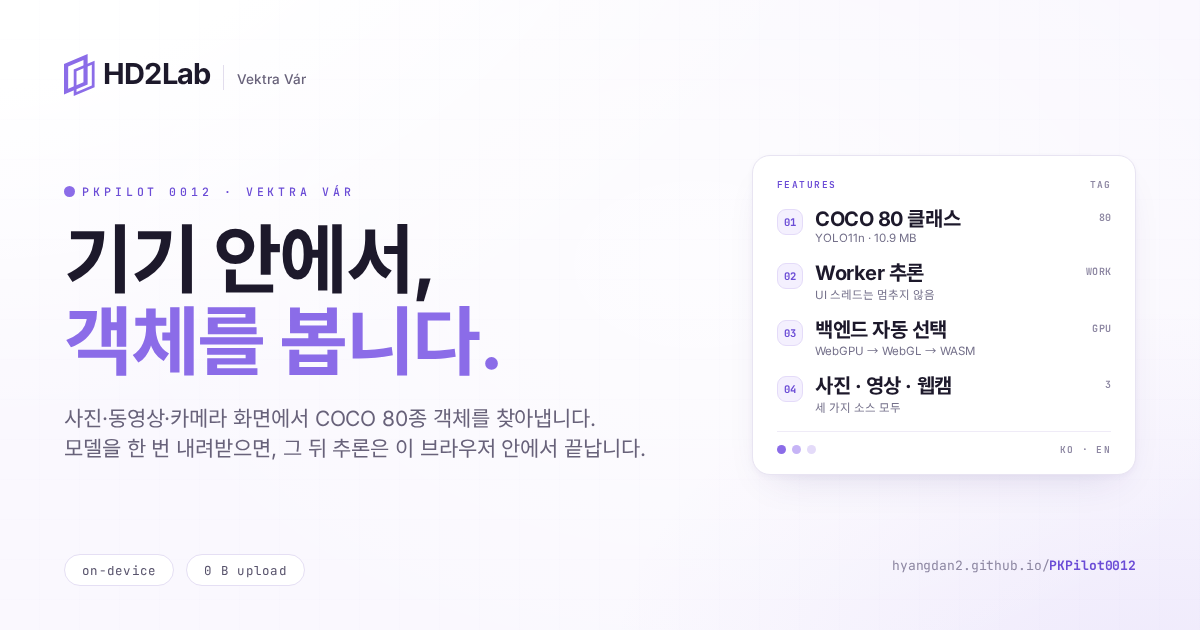 HD2Lab
Vektra Vár
PKPILOT 0012 · VEKTRA VÁR
기기 안에서,
객체를 봅니다.
사진·동영상·카메라 화면에서 COCO 80종 객체를 찾아냅니다.
모델을 한 번 내려받으면, 그 뒤 추론은 이 브라우저 안에서 끝납니다.
on-device
0 B upload
FEATURES
TAG
01
COCO 80 클래스
80
YOLO11n · 10.9 MB
02
Worker 추론
WORK
UI 스레드는 멈추지 않음
03
백엔드 자동 선택
GPU
WebGPU → WebGL → WASM
04
사진 · 영상 · 웹캠
3
세 가지 소스 모두
KO · EN
hyangdan2.github.io/PKPilot0012